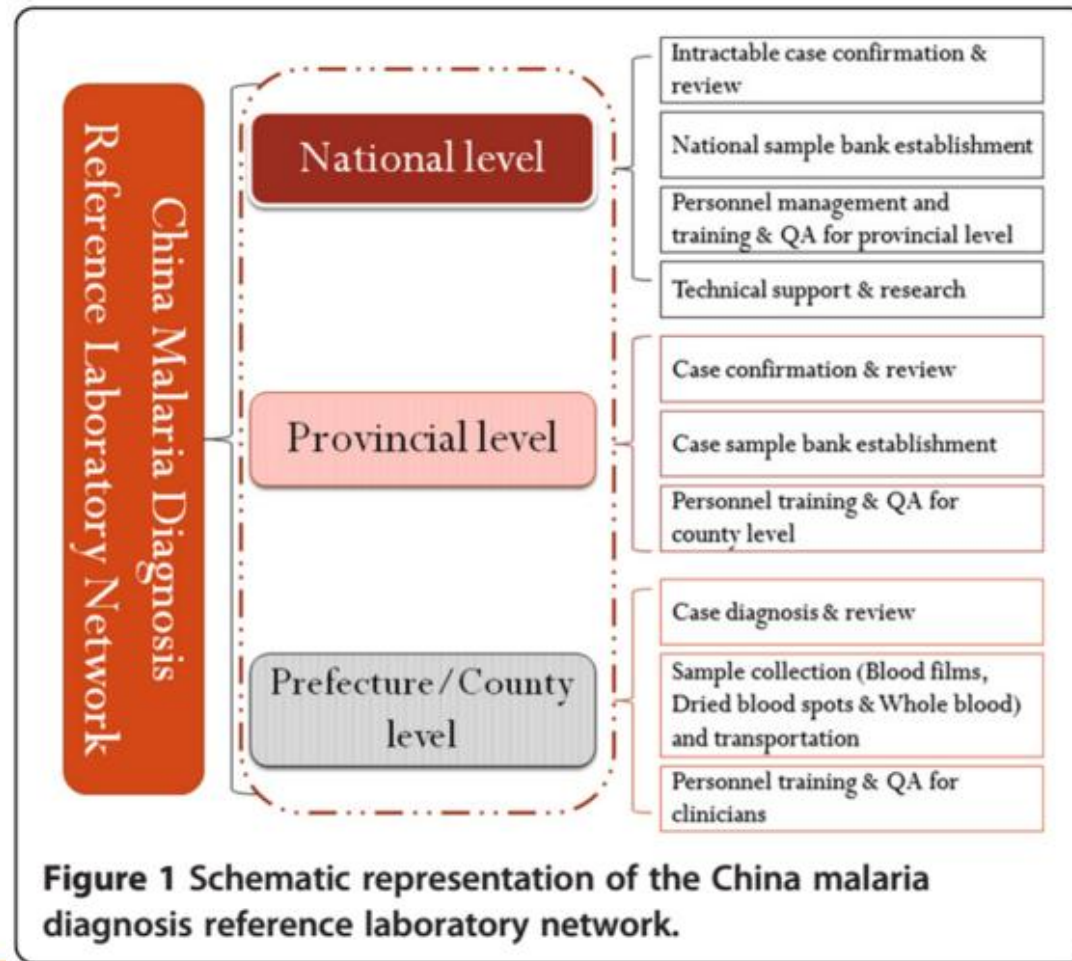 China Malaria Diagnosis
Reference Laboratory Network
National level
Intractable case confirmation &
review
National sample bank establishment
Personnel management and
training & QA for provincial level
Technical support & research
Provincial level
Case confirmation & review
Case sample bank establishment
Personnel training & QA for
county level
Prefecture/County
level
Case diagnosis & review
Sample collection (Blood films,
Dried blood spots & Whole blood)
and transportation
Personnel training & QA for
clinicians
Figure 1 Schematic representation of the China malaria
diagnosis reference laboratory network.